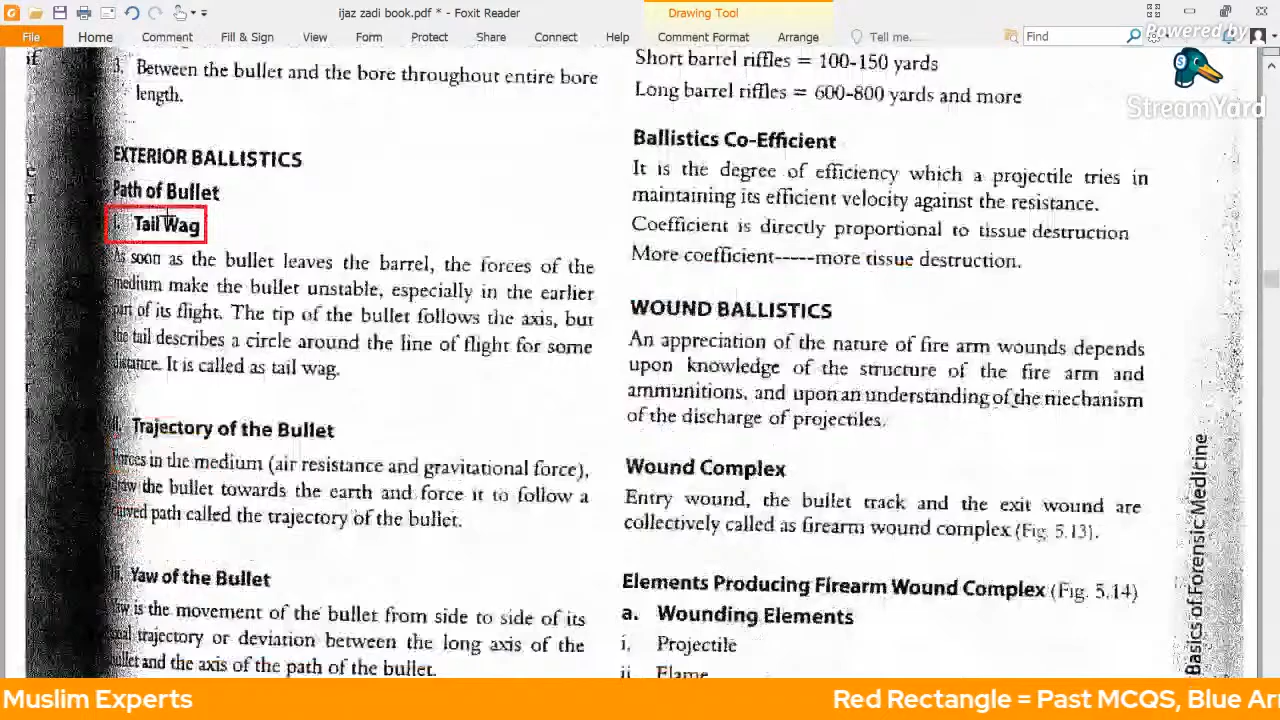 ijaz zadi book.pdf * - Foxit Reader
Drawing Tool
File Home Comment Fill & Sign View Form Protect Share Connect Help Comment Format Arrange Tell me... Find
Powered by
StreamYard
3. Between the bullet and the bore throughout entire bore
length.
EXTERIOR BALLISTICS
Path of Bullet
i. Tail Wag
As soon as the bullet leaves the barrel, the forces of the
medium make the bullet unstable, especially in the earlier
part of its flight. The tip of the bullet follows the axis, but
the tail describes a circle around the line of flight for some
distance. It is called as tail wag.
ii. Trajectory of the Bullet
Forces in the medium (air resistance and gravitational force),
the bullet towards the earth and force it to follow a
curved path called the trajectory of the bullet.
Yaw of the Bullet
Yaw is the movement of the bullet from side to side of its
trajectory or deviation between the long axis of the
bullet and the axis of the path of the bullet.
Short barrel riffles = 100-150 yards
Long barrel riffles = 600-800 yards and more
Ballistics Co-Efficient
It is the degree of efficiency which a projectile tries in
maintaining its efficient velocity against the resistance.
Coefficient is directly proportional to tissue destruction
More coefficient-----more tissue destruction.
WOUND BALLISTICS
An appreciation of the nature of fire arm wounds depends
upon knowledge of the structure of the fire arm and
ammunitions, and upon an understanding of the mechanism
of the discharge of projectiles.
Wound Complex
Entry wound, the bullet track and the exit wound are
collectively called as firearm wound complex (Fig. 5.13).
Elements Producing Firearm Wound Complex (Fig. 5.14)
a. Wounding Elements
i. Projectile
ii Flame
Basics of Forensic Medicine
Muslim Experts
Red Rectangle = Past MCQS, Blue Ar